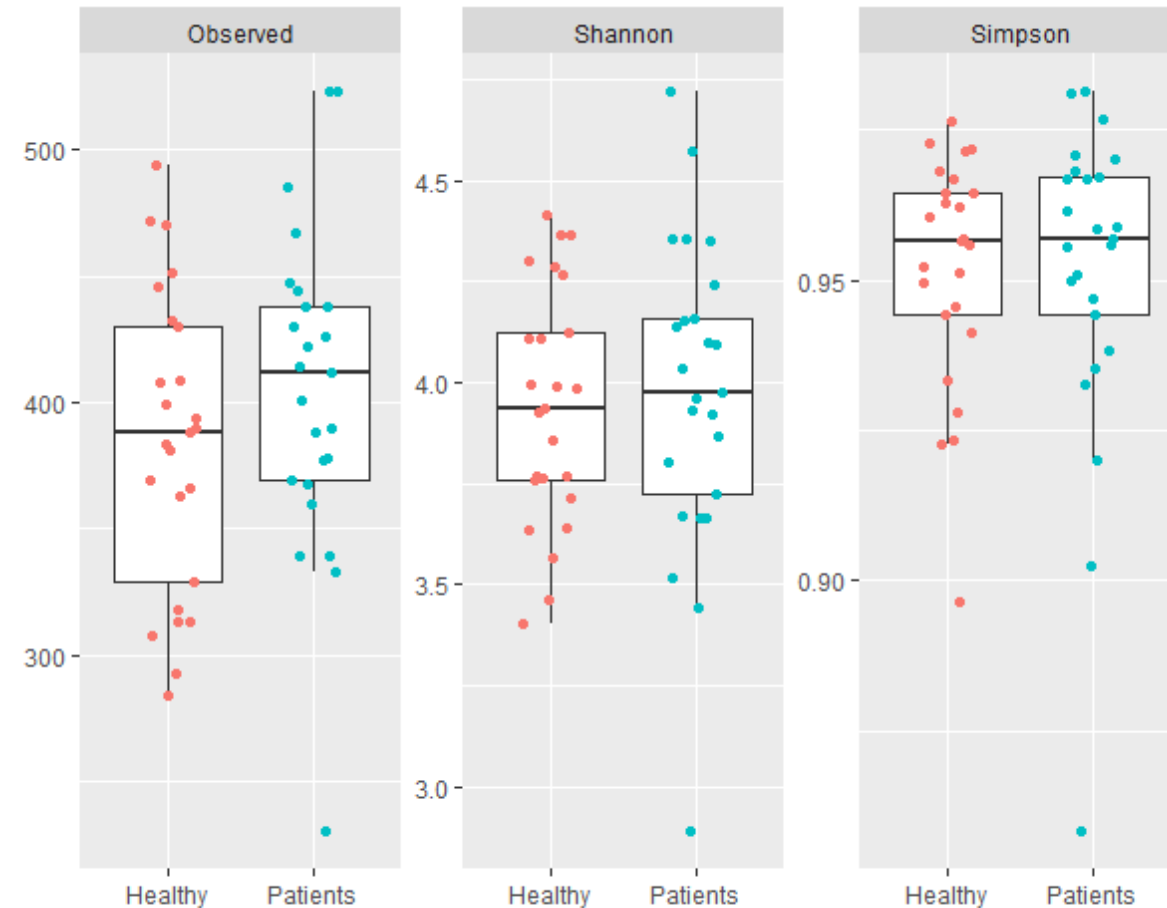 Observed
Shannon
Simpson
500
400
300
4.5
4.0
3.5
3.0
0.95
0.90
Healthy Patients
Healthy Patients
Healthy Patients